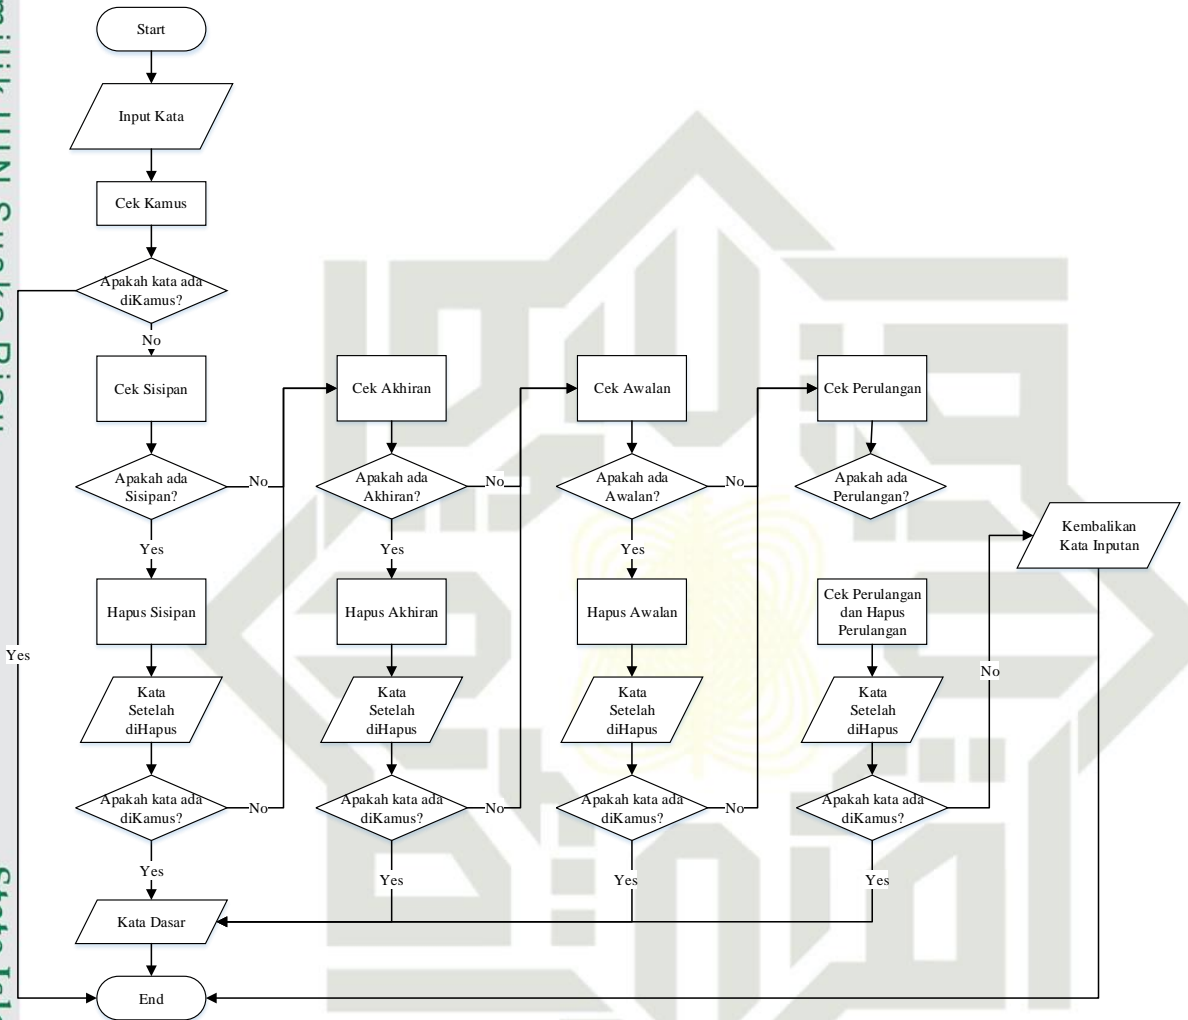 Start
Input Kata
Cek Kamus
Apakah kata ada
diKamus?
No
Yes
Cek Sisipan
Apakah ada
Sisipan?
No
Yes
Hapus Sisipan
Kata
Setelah
diHapus
Apakah kata ada
diKamus?
No
Yes
Kata Dasar
End
Cek Akhiran
Apakah ada
Akhiran?
No
Yes
Hapus Akhiran
Kata
Setelah
diHapus
Apakah kata ada
diKamus?
No
Yes
Cek Awalan
Apakah ada
Awalan?
No
Yes
Hapus Awalan
Kata
Setelah
diHapus
Apakah kata ada
diKamus?
No
Yes
Cek Perulangan
Apakah ada
Perulangan?
Cek Perulangan
dan Hapus
Perulangan
Kata
Setelah
diHapus
Apakah kata ada
diKamus?
No
Yes
Kembalikan
Kata Inputan